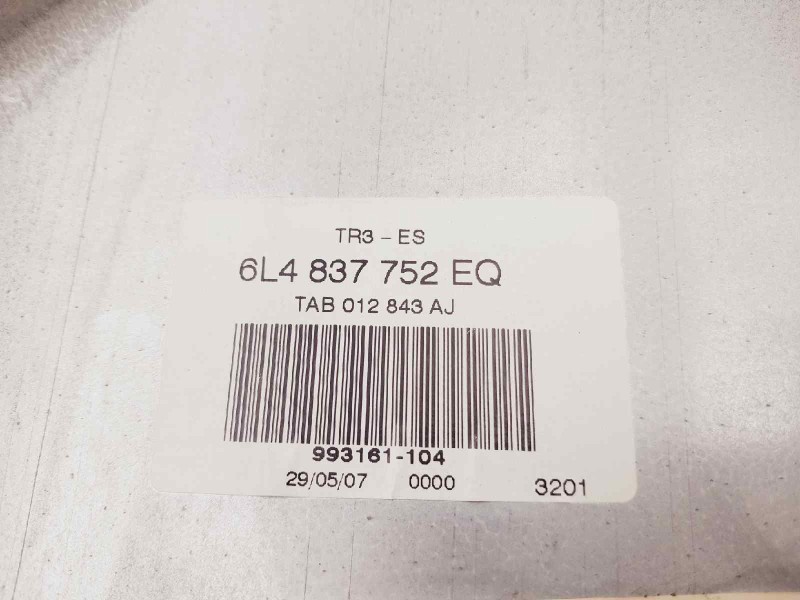 TR3 - ES
6L4 837 752 EQ
TAB 012 843 AJ
993161-104
29/05/07 0000 3201